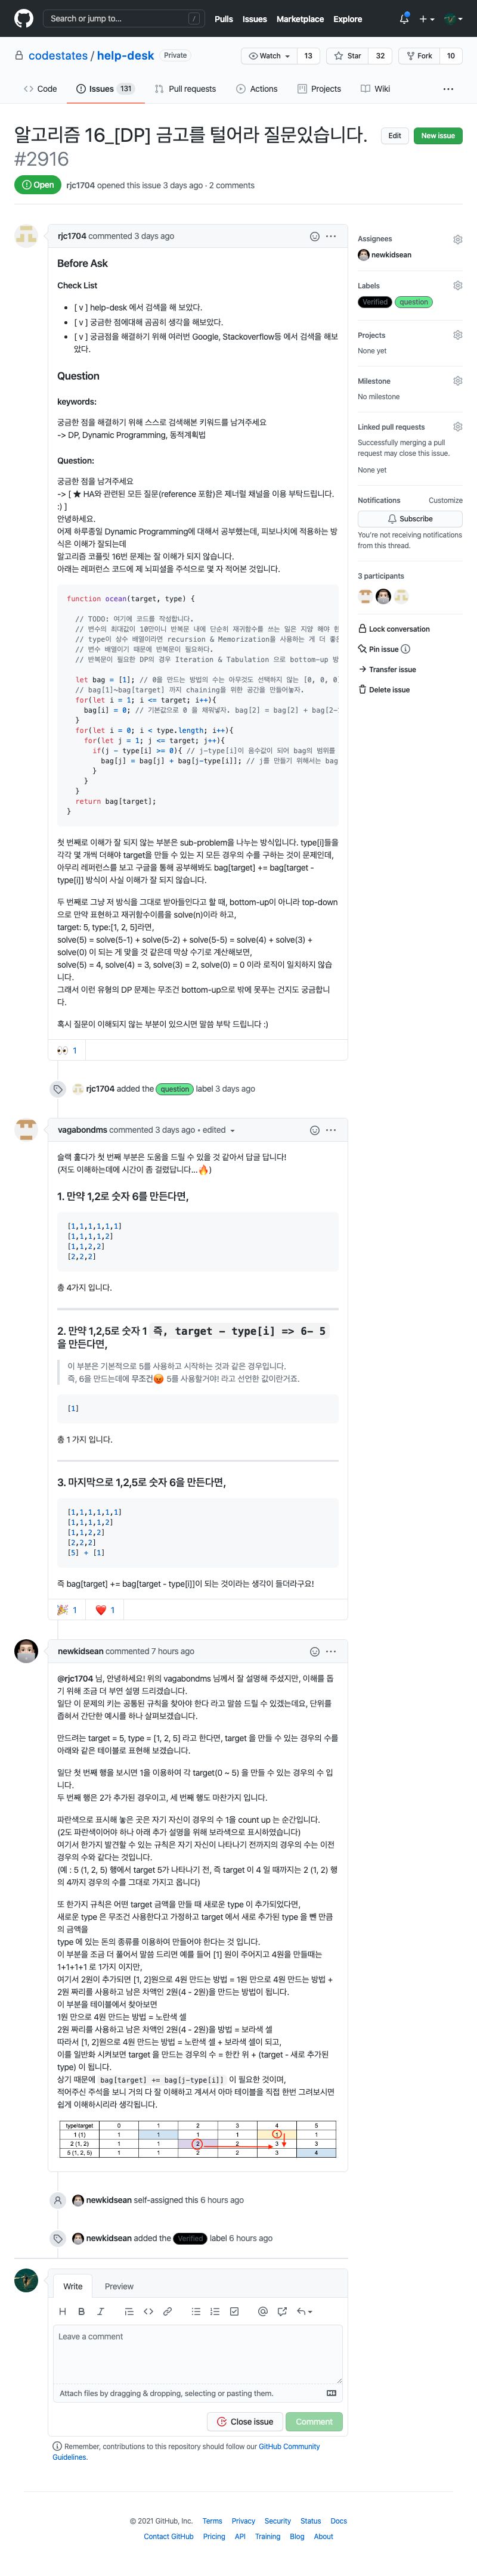 Search or jump to...
/
Pulls Issues Marketplace Explore
codestates / help-desk Private
Watch 13 Star 32 Fork 10
Code Issues 131 Pull requests Actions Projects Wiki
알고리즘 16_[DP] 금고를 털어라 질문있습니다.
#2916
Edit New issue
Open rjc1704 opened this issue 3 days ago · 2 comments
rjc1704 commented 3 days ago
Before Ask
Check List
[ v ] help-desk 에서 검색을 해 보았다.
[ v ] 궁금한 점에대해 곰곰히 생각을 해보았다.
[ v ] 궁금점을 해결하기 위해 여러번 Google, Stackoverflow등 에서 검색을 해보
았다.
Question
keywords:
궁금한 점을 해결하기 위해 스스로 검색해본 키워드를 남겨주세요
-> DP, Dynamic Programming, 동적계획법
Question:
궁금한 점을 남겨주세요
-> [ ★ HA와 관련된 모든 질문(reference 포함)은 제너럴 채널을 이용 부탁드립니다.
:) ]
안녕하세요.
어제 하루종일 Dynamic Programming에 대해서 공부했는데, 피보나치에 적용하는 방
식은 이해가 잘되는데
알고리즘 코플릿 16번 문제는 잘 이해가 되지 않습니다.
아래는 레퍼런스 코드에 제 뇌피셜을 주석으로 몇 자 적어본 것입니다.
function ocean(target, type) {
// TODO: 여기에 코드를 작성합니다.
// 변수의 최대값이 10만이니 반복문 내에 단순히 재귀함수를 쓰는 일은 지양 해야 한
// type이 상수 배열이라면 recursion & Memorization을 사용하는 게 더 좋은
// 변수 배열이기 때문에 반복문이 필요하다.
// 반복문이 필요한 DP의 경우 Iteration & Tabulation 으로 bottom-up 방
let bag = [1]; // 0을 만드는 방법의 수는 아무것도 선택하지 않는 [0, 0, 0]
// bag[1]~bag[target] 까지 chaining을 위한 공간을 만들어놓자.
for(let i = 1; i <= target; i++){
bag[i] = 0; // 기본값으로 0 을 채워넣자. bag[2] = bag[2] + bag[2-
}
for(let i = 0; i < type.length; i++){
for(let j = 1; j <= target; j++){
if(j - type[i] >= 0){ // j-type[i]이 음수값이 되어 bag의 범위를
bag[j] = bag[j] + bag[j-type[i]]; // j를 만들기 위해서는 bag
}
}
}
return bag[target];
}
첫 번째로 이해가 잘 되지 않는 부분은 sub-problem을 나누는 방식입니다. type[i]들을
각각 몇 개씩 더해야 target을 만들 수 있는 지 모든 경우의 수를 구하는 것이 문제인데,
아무리 레퍼런스를 보고 구글을 통해 공부해봐도 bag[target] += bag[target -
type[i]] 방식이 사실 이해가 잘 되지 않습니다.
두 번째로 그냥 저 방식을 그대로 받아들인다고 할 때, bottom-up이 아니라 top-down
으로 만약 표현하고 재귀함수이름을 solve(n)이라 하고,
target: 5, type:[1, 2, 5]라면,
solve(5) = solve(5-1) + solve(5-2) + solve(5-5) = solve(4) + solve(3) +
solve(0) 이 되는 게 맞을 것 같은데 막상 수기로 계산해보면,
solve(5) = 4, solve(4) = 3, solve(3) = 2, solve(0) = 0 이라 로직이 일치하지 않습
니다.
그래서 이런 유형의 DP 문제는 무조건 bottom-up으로 밖에 못푸는 건지도 궁금합니
다.
혹시 질문이 이해되지 않는 부분이 있으시면 말씀 부탁 드립니다 :)
👀 1
rjc1704 added the question label 3 days ago
vagabondms commented 3 days ago • edited
슬랙 훑다가 첫 번째 부분은 도움을 드릴 수 있을 것 같아서 답글 답니다!
(저도 이해하는데에 시간이 좀 걸렸답니다...🔥)
1. 만약 1,2로 숫자 6를 만든다면,
[1,1,1,1,1,1]
[1,1,1,1,2]
[1,1,2,2]
[2,2,2]
총 4가지 입니다.
2. 만약 1,2,5로 숫자 1 즉, target - type[i] => 6- 5
을 만든다면,
이 부분은 기본적으로 5를 사용하고 시작하는 것과 같은 경우입니다.
즉, 6을 만드는데에 무조건😡 5를 사용할거야! 라고 선언한 값이란거죠.
[1]
총 1 가지 입니다.
3. 마지막으로 1,2,5로 숫자 6을 만든다면,
[1,1,1,1,1,1]
[1,1,1,1,2]
[1,1,2,2]
[2,2,2]
[5] + [1]
즉 bag[target] += bag[target - type[i]]이 되는 것이라는 생각이 들더라구요!
🎉 1 ❤️ 1
newkidsean commented 7 hours ago
@rjc1704 님, 안녕하세요! 위의 vagabondms 님께서 잘 설명해 주셨지만, 이해를 돕
기 위해 조금 더 부연 설명 드리겠습니다.
일단 이 문제의 키는 공통된 규칙을 찾아야 한다 라고 말씀 드릴 수 있겠는데요, 단위를
좁혀서 간단한 예시를 하나 살펴보겠습니다.
만드려는 target = 5, type = [1, 2, 5] 라고 한다면, target 을 만들 수 있는 경우의 수를
아래와 같은 테이블로 표현해 보겠습니다.
일단 첫 번째 행을 보시면 1을 이용하여 각 target(0 ~ 5) 을 만들 수 있는 경우의 수 입
니다.
두 번째 행은 2가 추가된 경우이고, 세 번째 행도 마찬가지 입니다.
파란색으로 표시해 놓은 곳은 자기 자신이 경우의 수 1을 count up 는 순간입니다.
(2도 파란색이어야 하나 아래 추가 설명을 위해 보라색으로 표시하였습니다)
여기서 한가지 발견할 수 있는 규칙은 자기 자신이 나타나기 전까지의 경우의 수는 이전
경우의 수와 같다는 것입니다.
(예 : 5 (1, 2, 5) 행에서 target 5가 나타나기 전, 즉 target 이 4 일 때까지는 2 (1, 2) 행
의 4까지 경우의 수를 그대로 가지고 옵니다)
또 한가지 규칙은 어떤 target 금액을 만들 때 새로운 type 이 추가되었다면,
새로운 type 은 무조건 사용한다고 가정하고 target 에서 새로 추가된 type 을 뺀 만큼
의 금액을
type 에 있는 돈의 종류를 이용하여 만들어야 한다는 것 입니다.
이 부분을 조금 더 풀어서 말씀 드리면 예를 들어 [1] 원이 주어지고 4원을 만들때는
1+1+1+1 로 1가지 이지만,
여기서 2원이 추가되면 [1, 2]원으로 4원 만드는 방법 = 1원 만으로 4원 만드는 방법 +
2원 짜리를 사용하고 남은 차액인 2원(4 - 2원)을 만드는 방법이 됩니다.
이 부분을 테이블에서 찾아보면
1원 만으로 4원 만드는 방법 = 노란색 셀
2원 짜리를 사용하고 남은 차액인 2원(4 - 2원)을 방법 = 보라색 셀
따라서 [1, 2]원으로 4원 만드는 방법 = 노란색 셀 + 보라색 셀이 되고,
이를 일반화 시켜보면 target 을 만드는 경우의 수 = 한칸 위 + (target - 새로 추가된
type) 이 됩니다.
상기 때문에 bag[target] += bag[j-type[i]] 이 필요한 것이며,
적어주신 주석을 보니 거의 다 잘 이해하고 계셔서 아마 테이블을 직접 한번 그려보시면
쉽게 이해하시리라 생각됩니다.
type\target 0 1 2 3 4 5
1 (1) 1 1 1 1 1 1
2 (1, 2) 1 1 2 2 3 3
5 (1, 2, 5) 1 1 2 2 3 4
newkidsean self-assigned this 6 hours ago
newkidsean added the Verified label 6 hours ago
Write Preview
Leave a comment
Attach files by dragging & dropping, selecting or pasting them.
Close issue Comment
Remember, contributions to this repository should follow our GitHub Community
Guidelines.
Assignees
newkidsean
Labels
Verified question
Projects
None yet
Milestone
No milestone
Linked pull requests
Successfully merging a pull
request may close this issue.
None yet
Notifications Customize
Subscribe
You're not receiving notifications
from this thread.
3 participants
Lock conversation
Pin issue
Transfer issue
Delete issue
© 2021 GitHub, Inc. Terms Privacy Security Status Docs
Contact GitHub Pricing API Training Blog About